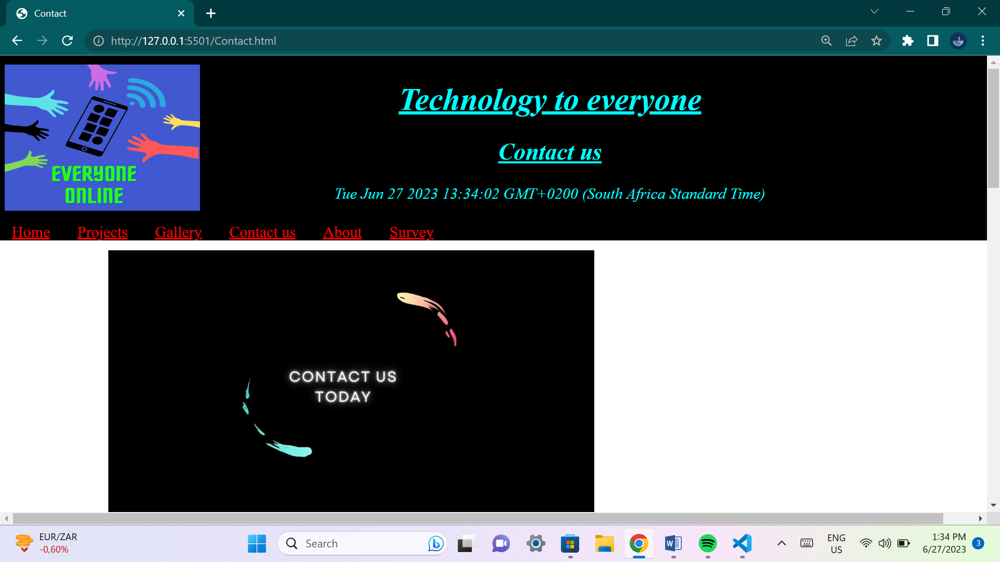 Contact
http://127.0.0.1:5501/Contact.html
Technology to everyone
Contact us
Tue Jun 27 2023 13:34:02 GMT+0200 (South Africa Standard Time)
EVERYONE
ONLINE
Home Projects Gallery Contact us About Survey
CONTACT US
TODAY
EUR/ZAR
-0,60%
Search
ENG
US
1:34 PM
6/27/2023
3